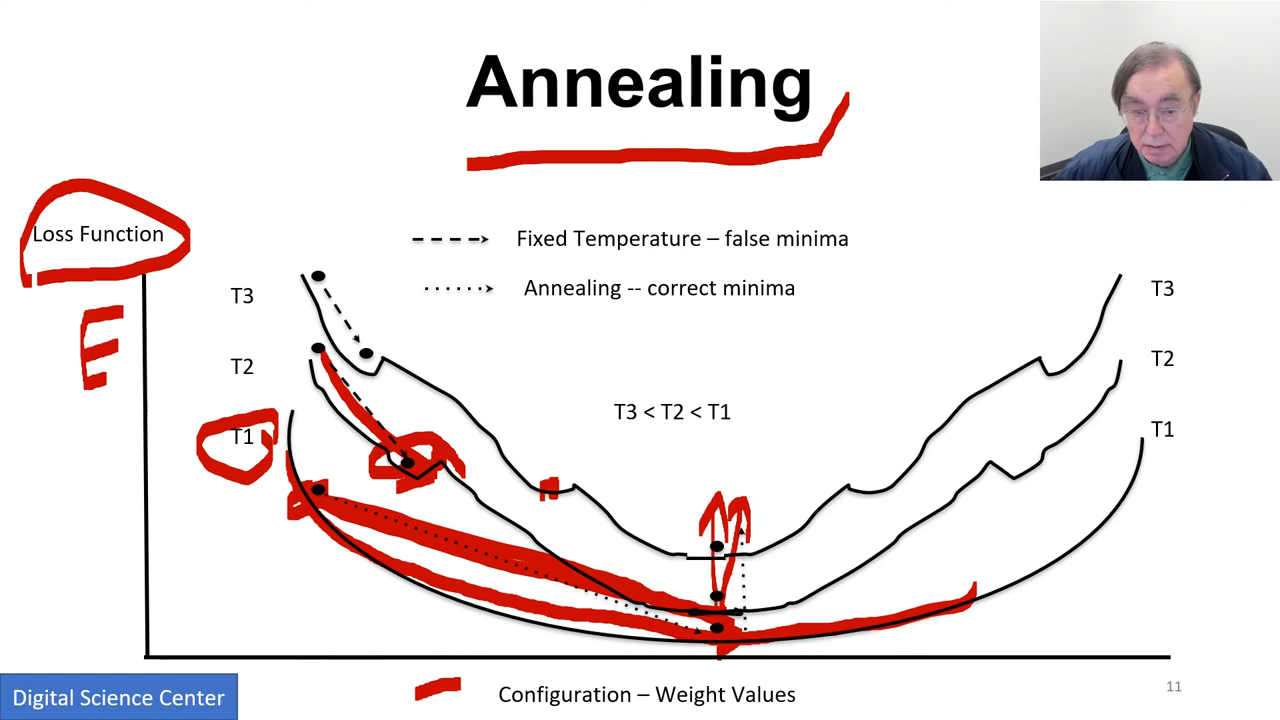 Annealing
Loss Function
E
Fixed Temperature – false minima
Annealing -- correct minima
T3
T3
T2
T2
T3 < T2 < T1
T1
T1
Configuration – Weight Values
Digital Science Center
11